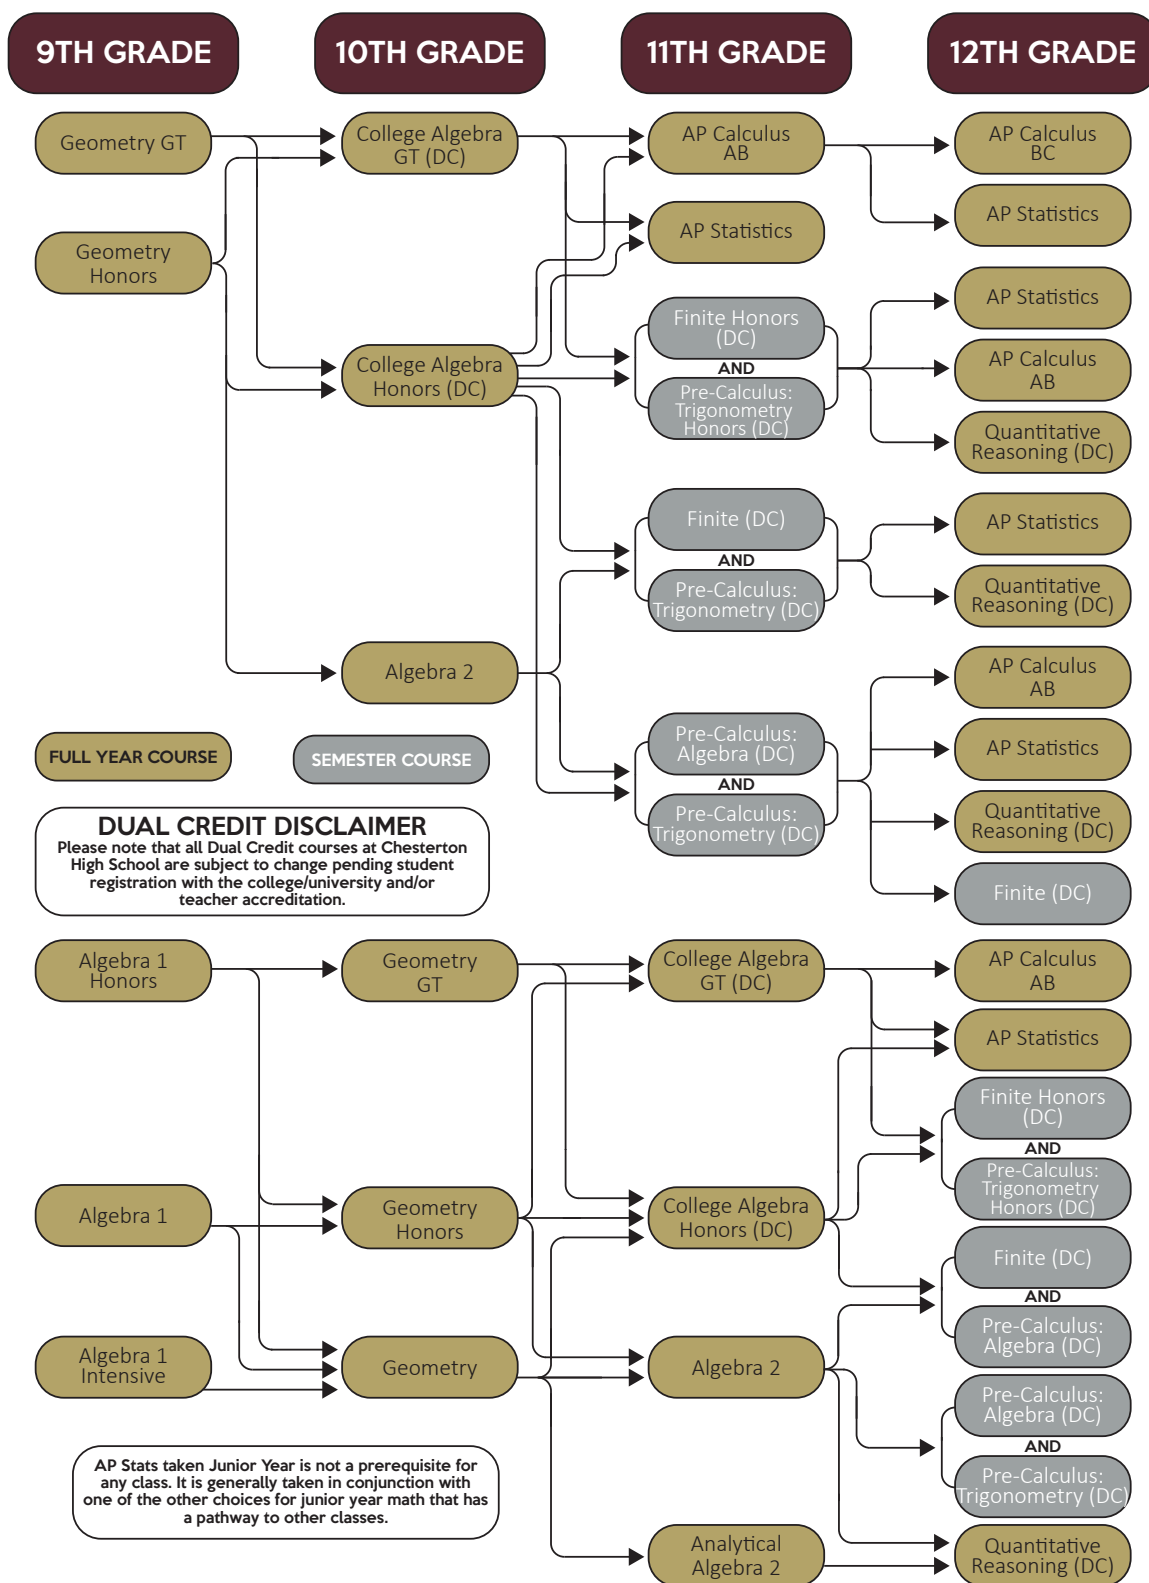 9TH GRADE
10TH GRADE
11TH GRADE
12TH GRADE
Geometry GT
College Algebra
GT (DC)
AP Calculus
AB
AP Calculus
BC
AP Statistics
AP Statistics
Geometry
Honors
AP Statistics
Finite Honors
(DC)
AND
Pre-Calculus:
Trigonometry
Honors (DC)
College Algebra
Honors (DC)
AP Calculus
AB
Quantitative
Reasoning (DC)
Finite (DC)
AND
Pre-Calculus:
Trigonometry (DC)
AP Statistics
Quantitative
Reasoning (DC)
Algebra 2
AP Calculus
AB
Pre-Calculus:
Algebra (DC)
AND
Pre-Calculus:
Trigonometry (DC)
AP Statistics
Quantitative
Reasoning (DC)
Finite (DC)
FULL YEAR COURSE
SEMESTER COURSE
DUAL CREDIT DISCLAIMER
Please note that all Dual Credit courses at Chesterton
High School are subject to change pending student
registration with the college/university and/or
teacher accreditation.
Algebra 1
Honors
Geometry
GT
College Algebra
GT (DC)
AP Calculus
AB
AP Statistics
Finite Honors
(DC)
AND
Pre-Calculus:
Trigonometry
Honors (DC)
Algebra 1
Geometry
Honors
College Algebra
Honors (DC)
Finite (DC)
AND
Pre-Calculus:
Algebra (DC)
Algebra 1
Intensive
Geometry
Algebra 2
Pre-Calculus:
Algebra (DC)
AND
Pre-Calculus:
Trigonometry (DC)
AP Stats taken Junior Year is not a prerequisite for
any class. It is generally taken in conjunction with
one of the other choices for junior year math that has
a pathway to other classes.
Analytical
Algebra 2
Quantitative
Reasoning (DC)